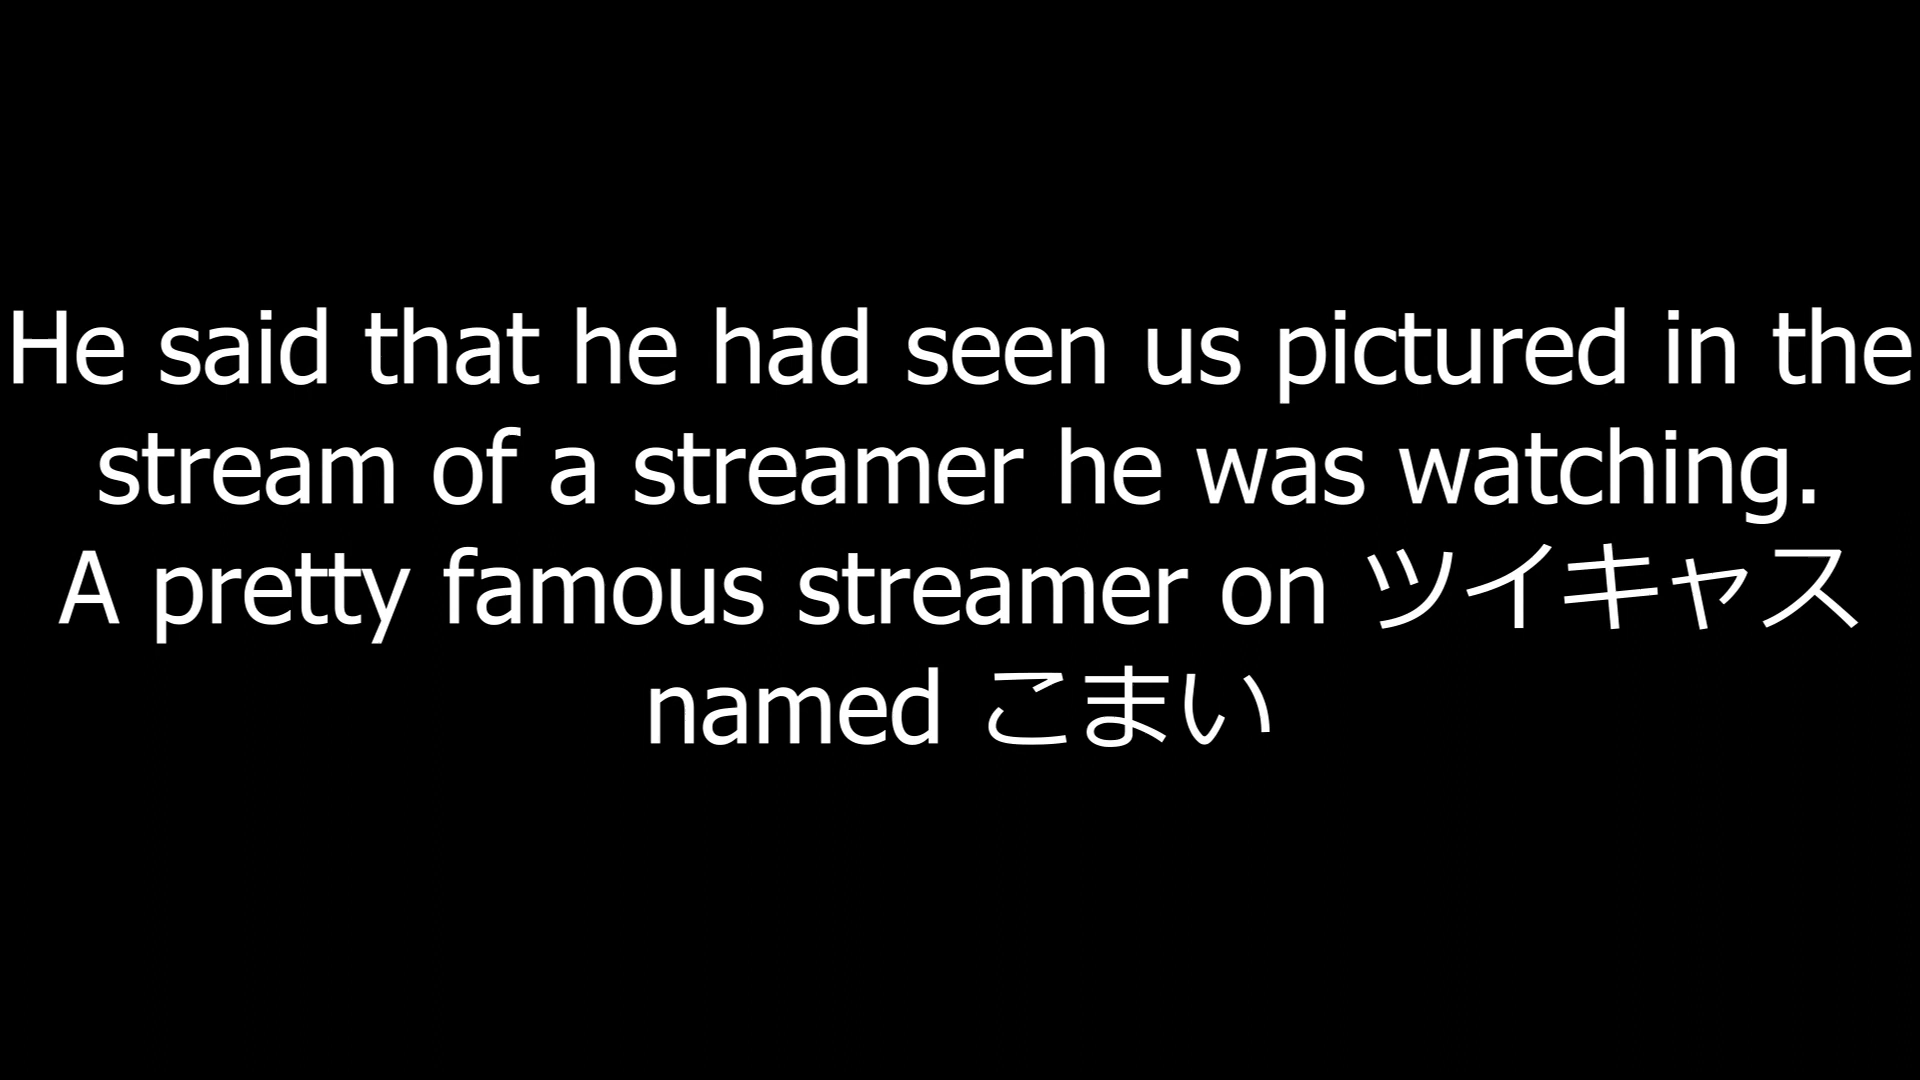 He said that he had seen us pictured in the
stream of a streamer he was watching.
A pretty famous streamer on ツイキャス
named こまい